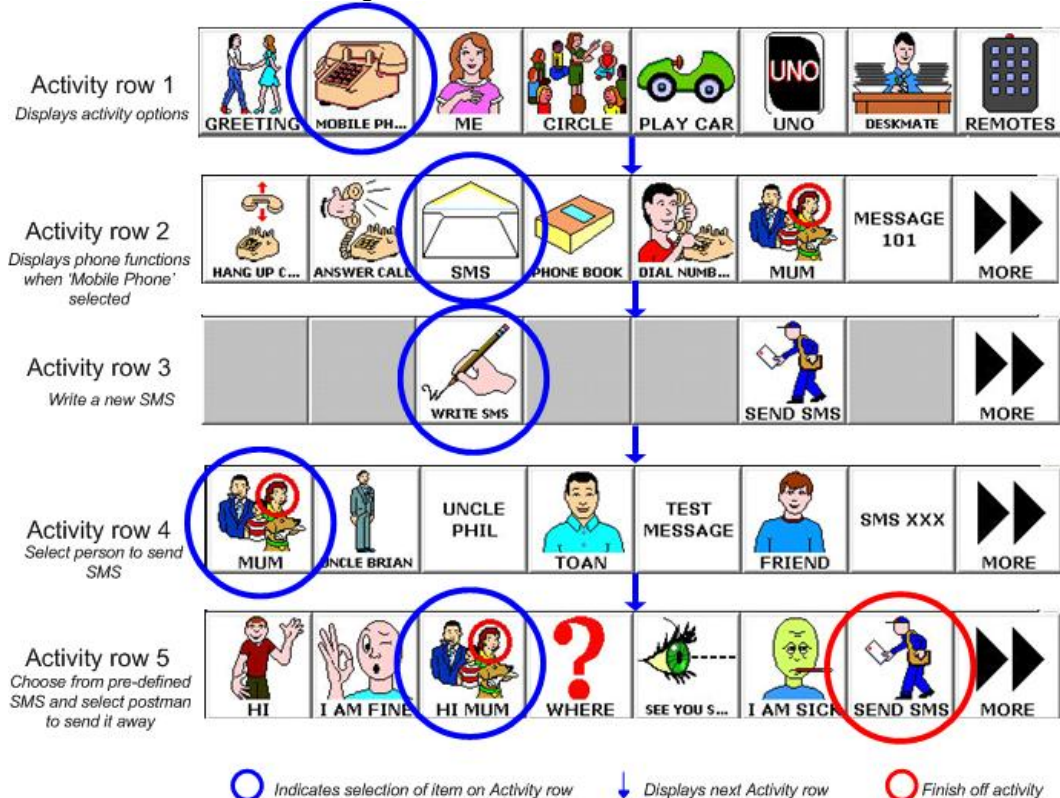 Activity row 1
Displays activity options
GREETING MOBILE PH... ME CIRCLE PLAY CAR UNO UNO DESKMATE REMOTES
Activity row 2
Displays phone functions
when 'Mobile Phone'
selected
HANG UP C... ANSWER CALL SMS PHONE BOOK DIAL NUMB... MUM MESSAGE
101
MORE
Activity row 3
Write a new SMS
WRITE SMS SEND SMS MORE
Activity row 4
Select person to send
SMS
MUM UNCLE BRIAN UNCLE
PHIL
TOAN TEST
MESSAGE
FRIEND SMS XXX MORE
Activity row 5
Choose from pre-defined
SMS and select postman
to send it away
HI I AM FINE HI MUM WHERE SEE YOU S... I AM SICK SEND SMS MORE
Indicates selection of item on Activity row Displays next Activity row Finish off activity